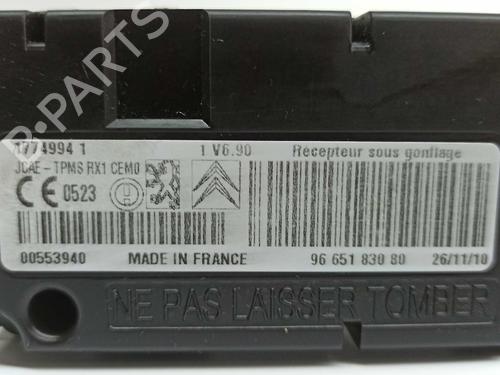 B-PARTS
1774994 1
1 V6.90
Recepteur sous gonflage
JCAE - TPMS RX1 CEM0
CE 0523
00553940
MADE IN FRANCE
96 651 830 80
26/11/10
NE PAS LAISSER TOMBER